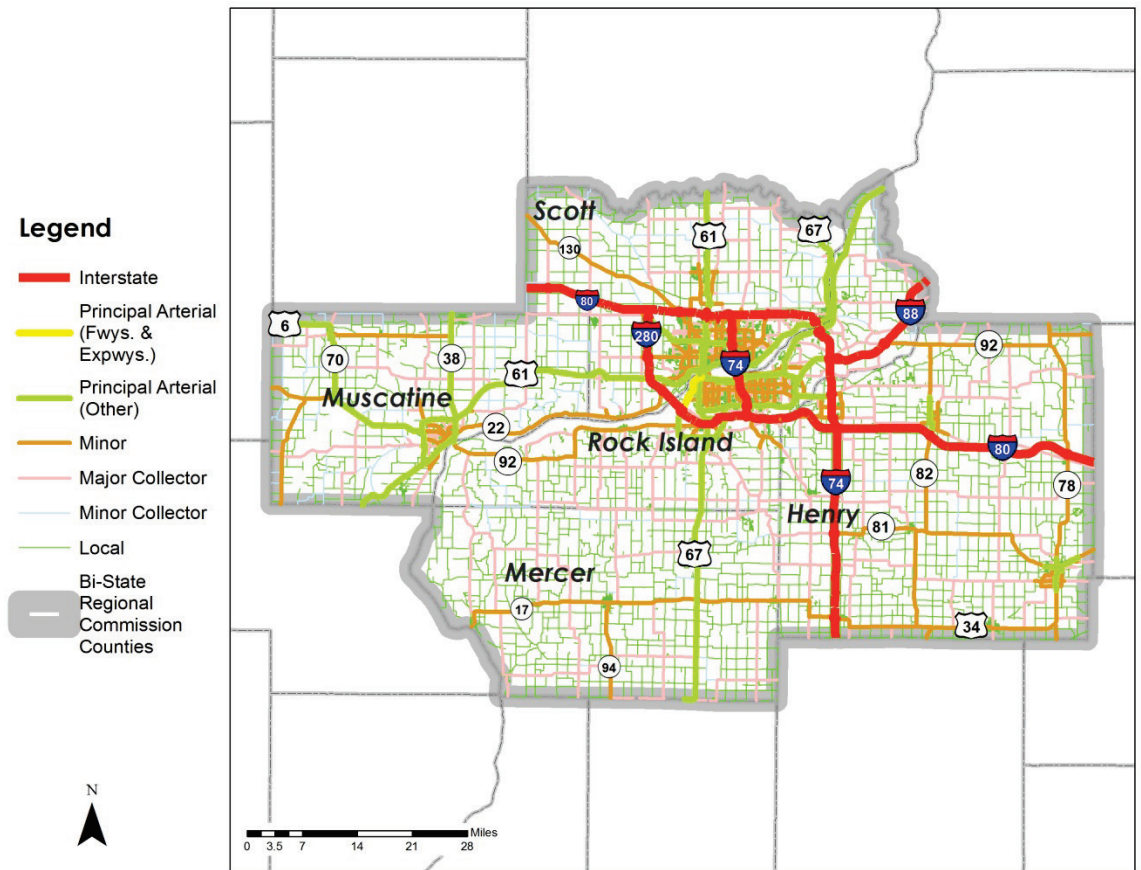 Legend
Interstate
Principal Arterial
(Fwys. &
Expwys.)
Principal Arterial
(Other)
Minor
Major Collector
Minor Collector
Local
Bi-State
Regional
Commission
Counties
N
Scott
130
61
67
80
88
6
280
92
70
38
74
61
Muscatine
22
Rock Island
92
80
82
74
78
Henry
81
67
Mercer
17
34
94
Miles
0 3.5 7 14 21 28